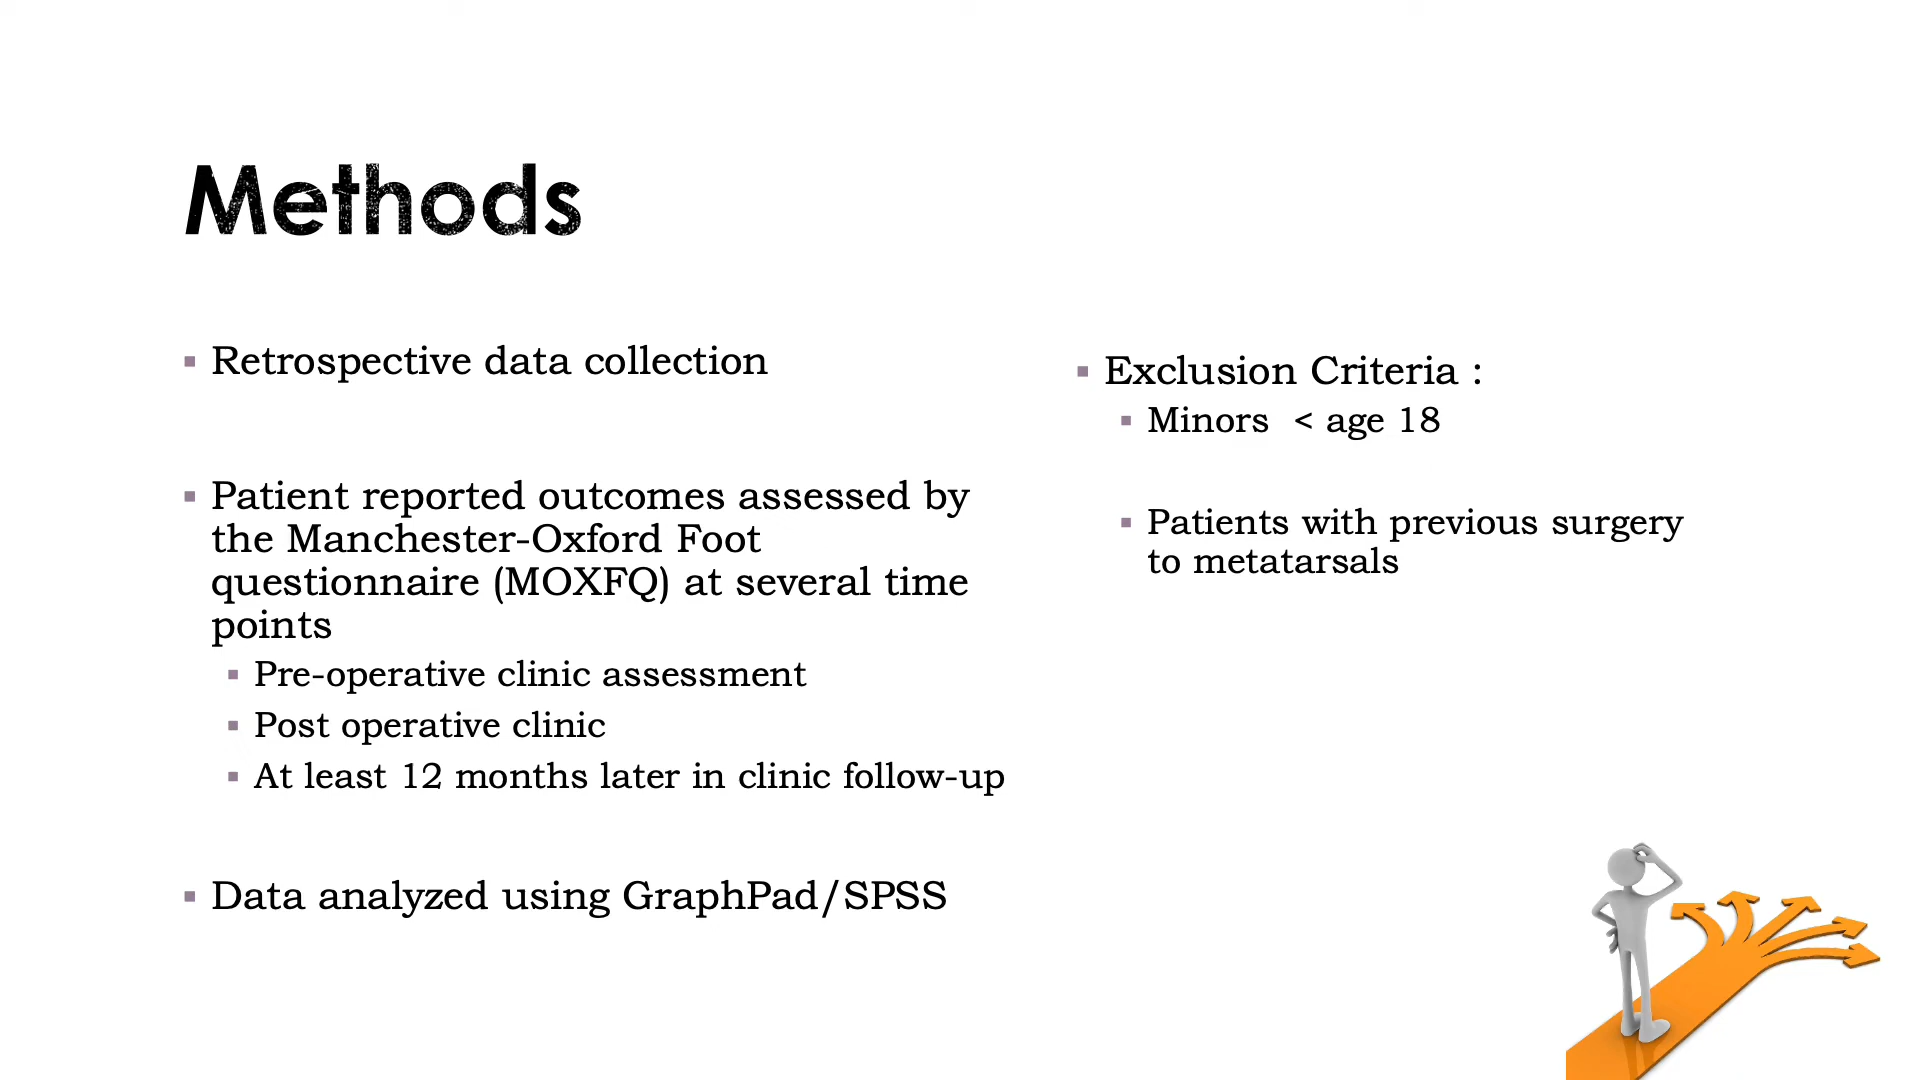 Methods
Retrospective data collection
Patient reported outcomes assessed by
the Manchester-Oxford Foot
questionnaire (MOXFQ) at several time
points
Pre-operative clinic assessment
Post operative clinic
At least 12 months later in clinic follow-up
Data analyzed using GraphPad/SPSS
Exclusion Criteria :
Minors  < age 18
Patients with previous surgery
to metatarsals